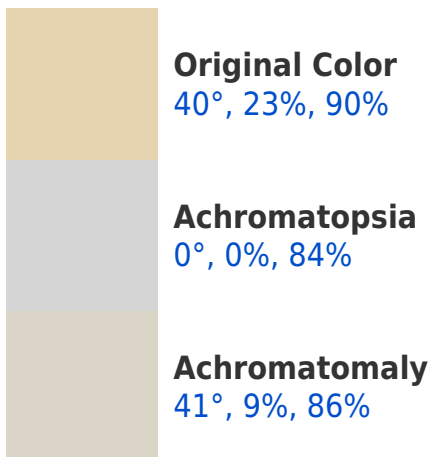 Original Color
40°, 23%, 90%
Achromatopsia
0°, 0%, 84%
Achromatomaly
41°, 9%, 86%